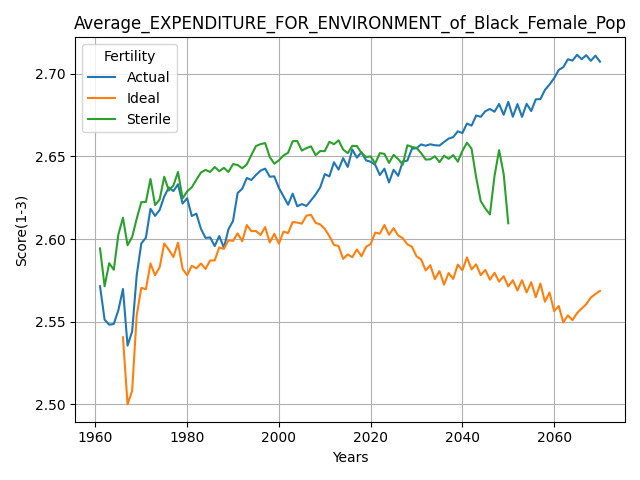 Average_EXPENDITURE_FOR_ENVIRONMENT_of_Black_Female_Pop
Fertility
Actual
Ideal
Sterile
Score(1-3)
2.70
2.65
2.60
2.55
2.50
1960 1980 2000 2020 2040 2060
Years